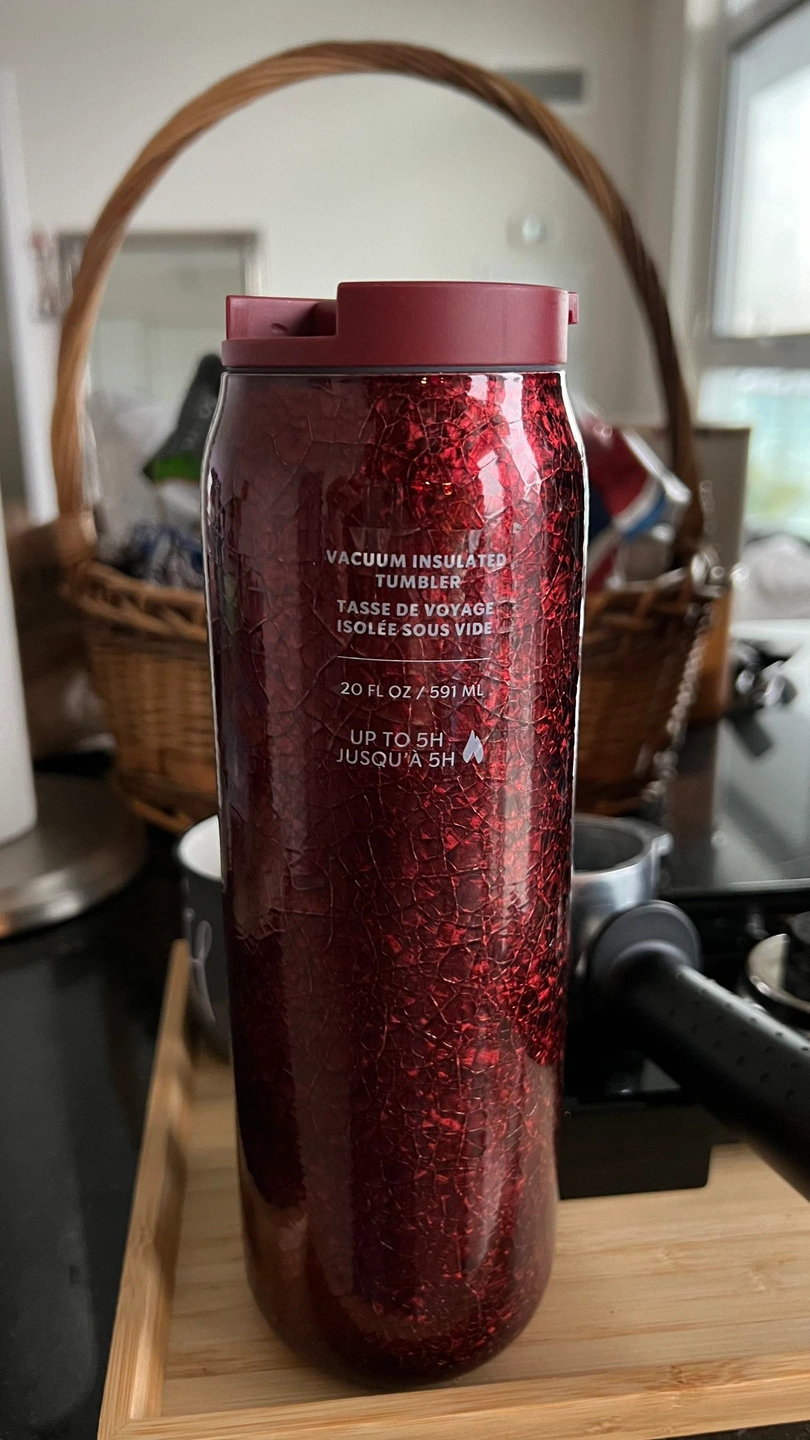 VACUUM INSULATED
TUMBLER
TASSE DE VOYAGE
ISOLÉE SOUS VIDE
20 FL OZ / 591 ML
UP TO 5H
JUSQU'À 5H